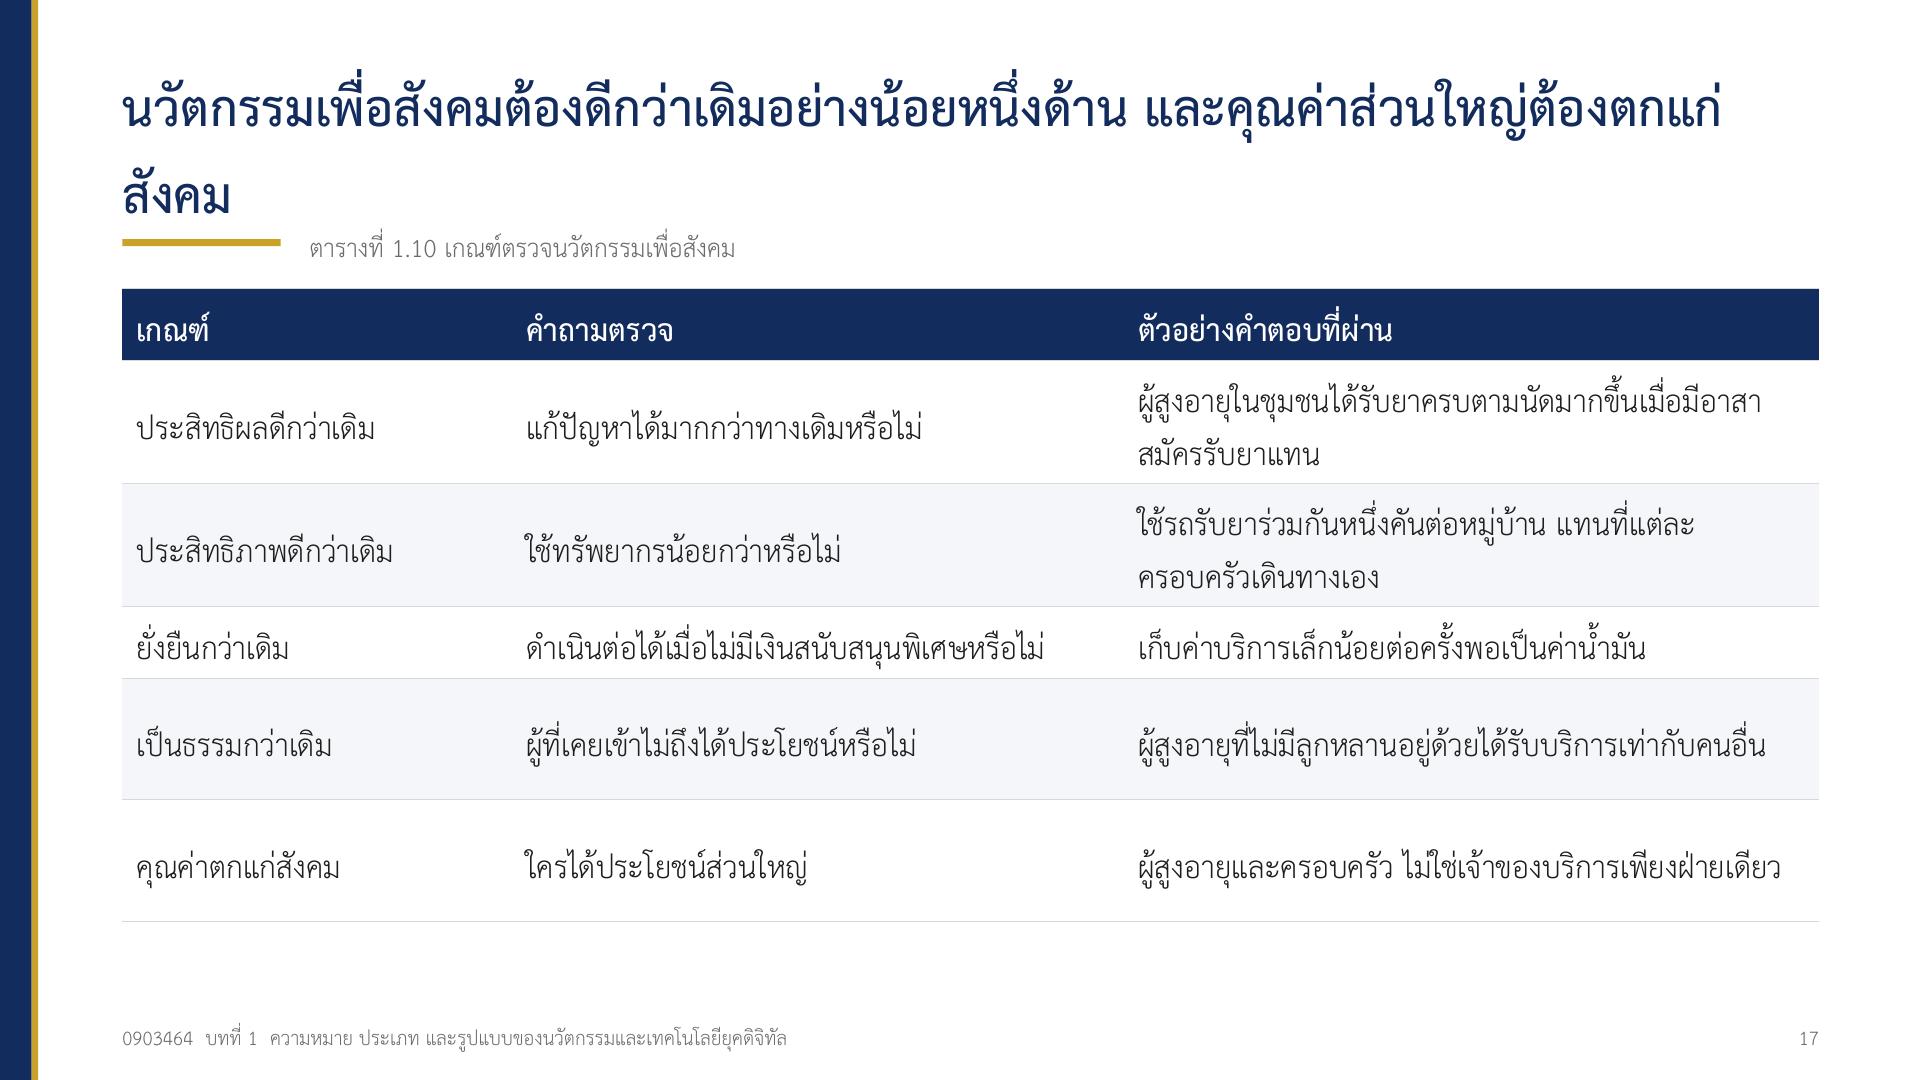 นวัตกรรมเพื่อสังคมต้องดีกว่าเดิมอย่างน้อยหนึ่งด้าน และคุณค่าส่วนใหญ่ต้องตกแก่
สังคม
ตารางที่ 1.10 เกณฑ์ตรวจนวัตกรรมเพื่อสังคม
เกณฑ์ คำถามตรวจ ตัวอย่างคำตอบที่ผ่าน
ประสิทธิผลดีกว่าเดิม แก้ปัญหาได้มากกว่าทางเดิมหรือไม่ ผู้สูงอายุในชุมชนได้รับยาครบตามนัดมากขึ้นเมื่อมีอาสา
สมัครรับยาแทน
ประสิทธิภาพดีกว่าเดิม ใช้ทรัพยากรน้อยกว่าหรือไม่ ใช้รถรับยาร่วมกันหนึ่งคันต่อหมู่บ้าน แทนที่แต่ละ
ครอบครัวเดินทางเอง
ยั่งยืนกว่าเดิม ดำเนินต่อได้เมื่อไม่มีเงินสนับสนุนพิเศษหรือไม่ เก็บค่าบริการเล็กน้อยต่อครั้งพอเป็นค่าน้ำมัน
เป็นธรรมกว่าเดิม ผู้ที่เคยเข้าไม่ถึงได้ประโยชน์หรือไม่ ผู้สูงอายุที่ไม่มีลูกหลานอยู่ด้วยได้รับบริการเท่ากับคนอื่น
คุณค่าตกแก่สังคม ใครได้ประโยชน์ส่วนใหญ่ ผู้สูงอายุและครอบครัว ไม่ใช่เจ้าของบริการเพียงฝ่ายเดียว
0903464 บทที่ 1 ความหมาย ประเภท และรูปแบบของนวัตกรรมและเทคโนโลยียุคดิจิทัล 17